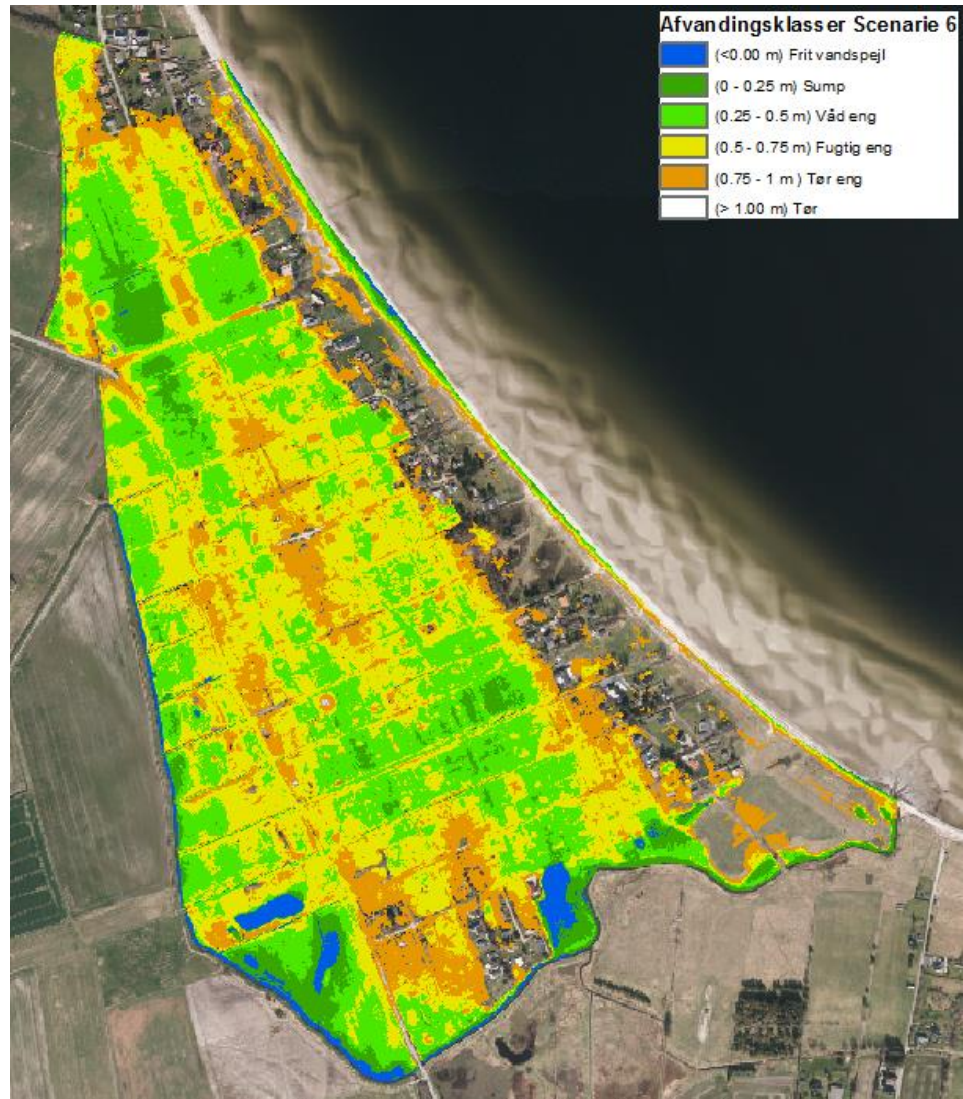 Afvandingsklasser Scenarie 6
(<0.00 m) Frit vandspejl
(0 - 0.25 m) Sump
(0.25 - 0.5 m) Våd eng
(0.5 - 0.75 m) Fugtig eng
(0.75 - 1 m ) Tør eng
(> 1.00 m) Tør